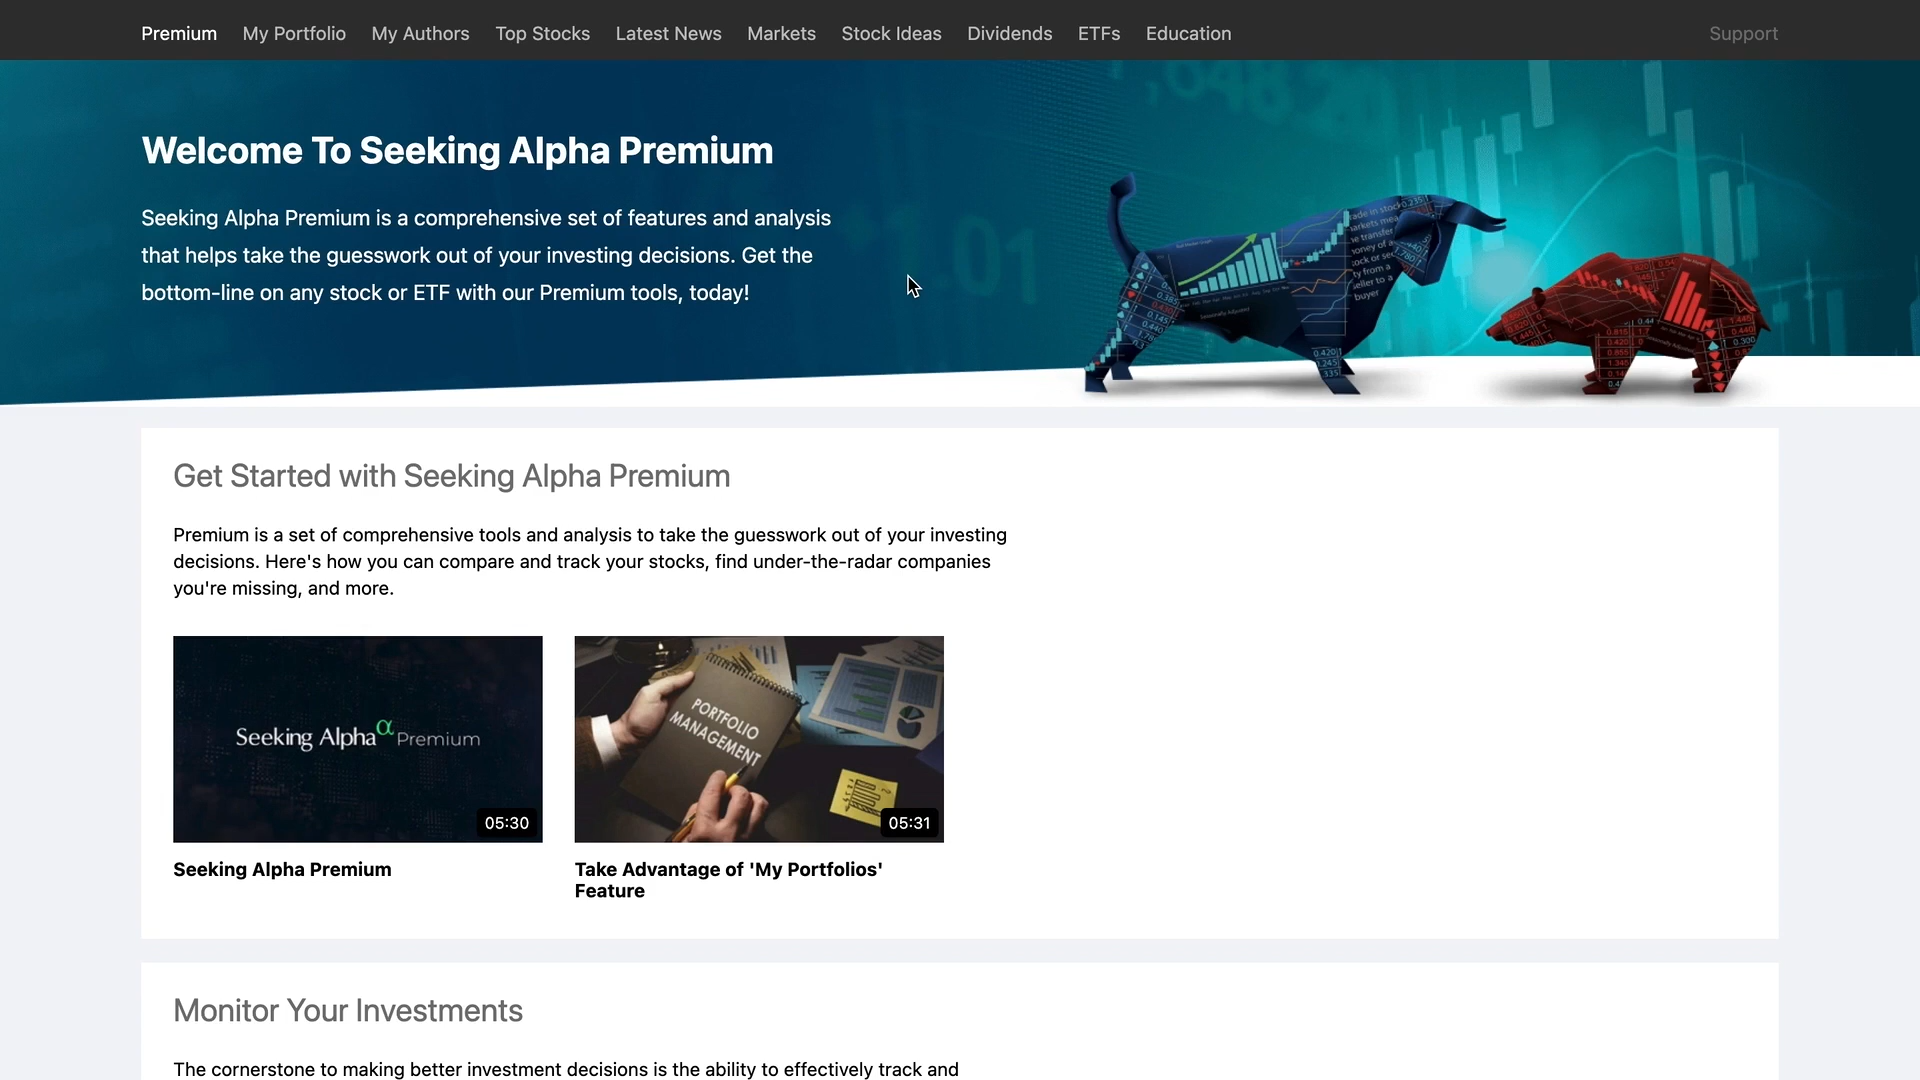 Premium My Portfolio My Authors Top Stocks Latest News Markets Stock Ideas Dividends ETFs Education Support
Welcome To Seeking Alpha Premium
Seeking Alpha Premium is a comprehensive set of features and analysis
that helps take the guesswork out of your investing decisions. Get the
bottom-line on any stock or ETF with our Premium tools, today!
Get Started with Seeking Alpha Premium
Premium is a set of comprehensive tools and analysis to take the guesswork out of your investing
decisions. Here's how you can compare and track your stocks, find under-the-radar companies
you're missing, and more.
Seeking Alphaα Premium
05:30
PORTFOLIO
MANAGEMENT
05:31
Seeking Alpha Premium
Take Advantage of 'My Portfolios'
Feature
Monitor Your Investments
The cornerstone to making better investment decisions is the ability to effectively track and